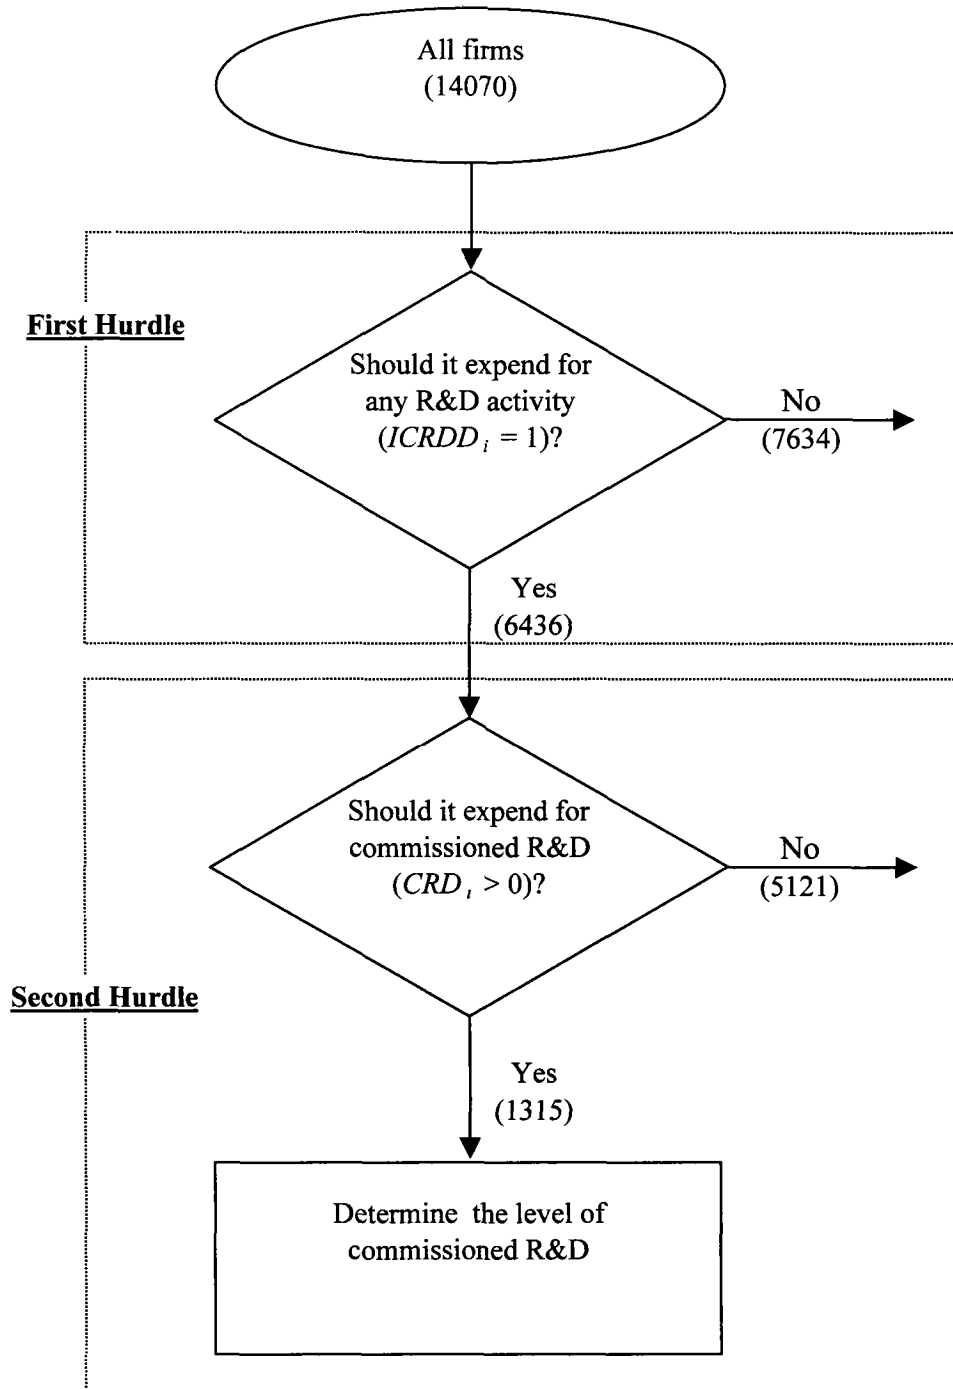 All firms
(14070)
First Hurdle
Should it expend for
any R&D activity
(ICRDD i = 1)?
No
(7634)
Yes
(6436)
Should it expend for
commissioned R&D
(CRD i > 0)?
No
(5121)
Second Hurdle
Yes
(1315)
Determine the level of
commissioned R&D